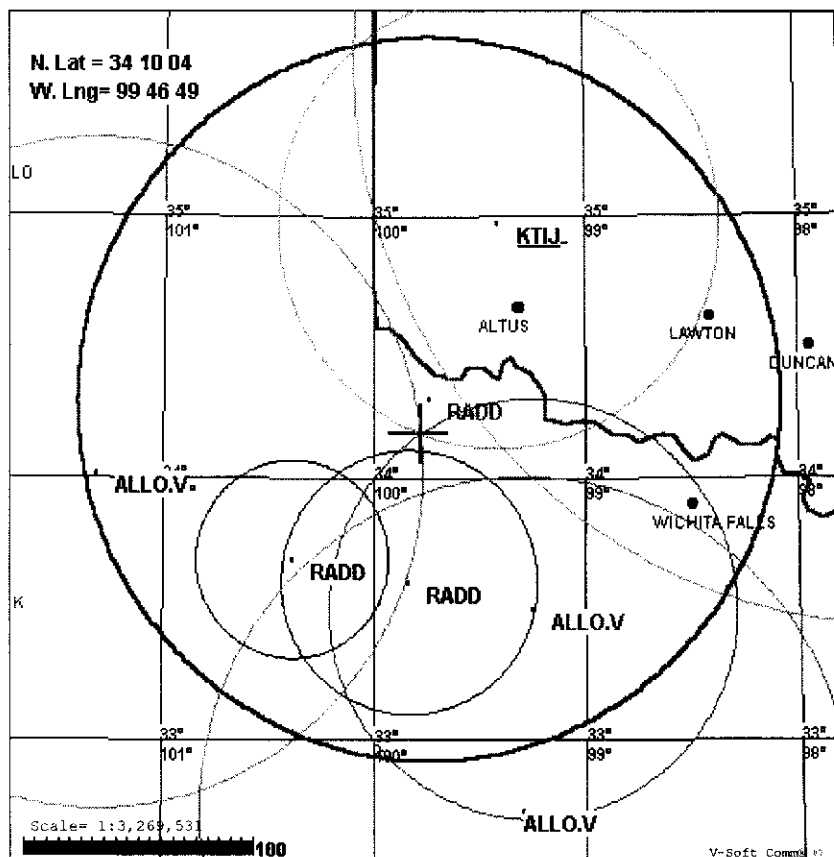 N. Lat = 34 10 04
W. Lng= 99 46 49
LO
35° 35° 35°
101° 100° 99° 98°
KTIJ
ALTUS
LAWTON
DUNCAN
RADD
34° 34° 34°
ALLO.V
100° 99° 98°
WICHITA FALLS
RADD
RADD
K
ALLO.V
33° 33° 33° 33°
101° 100° 99° 98°
ALLO.V
Scale= 1:3,269,531
100
V-Soft Comm